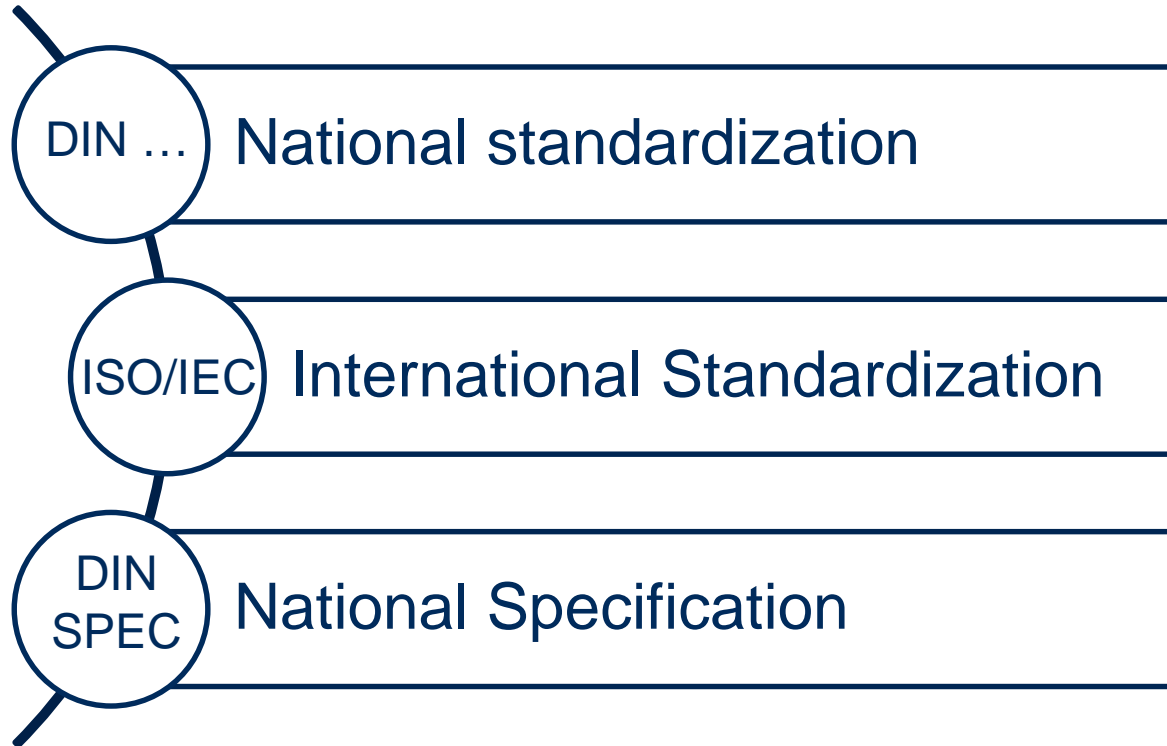 DIN …
National standardization
ISO/IEC
International Standardization
DIN
SPEC
National Specification